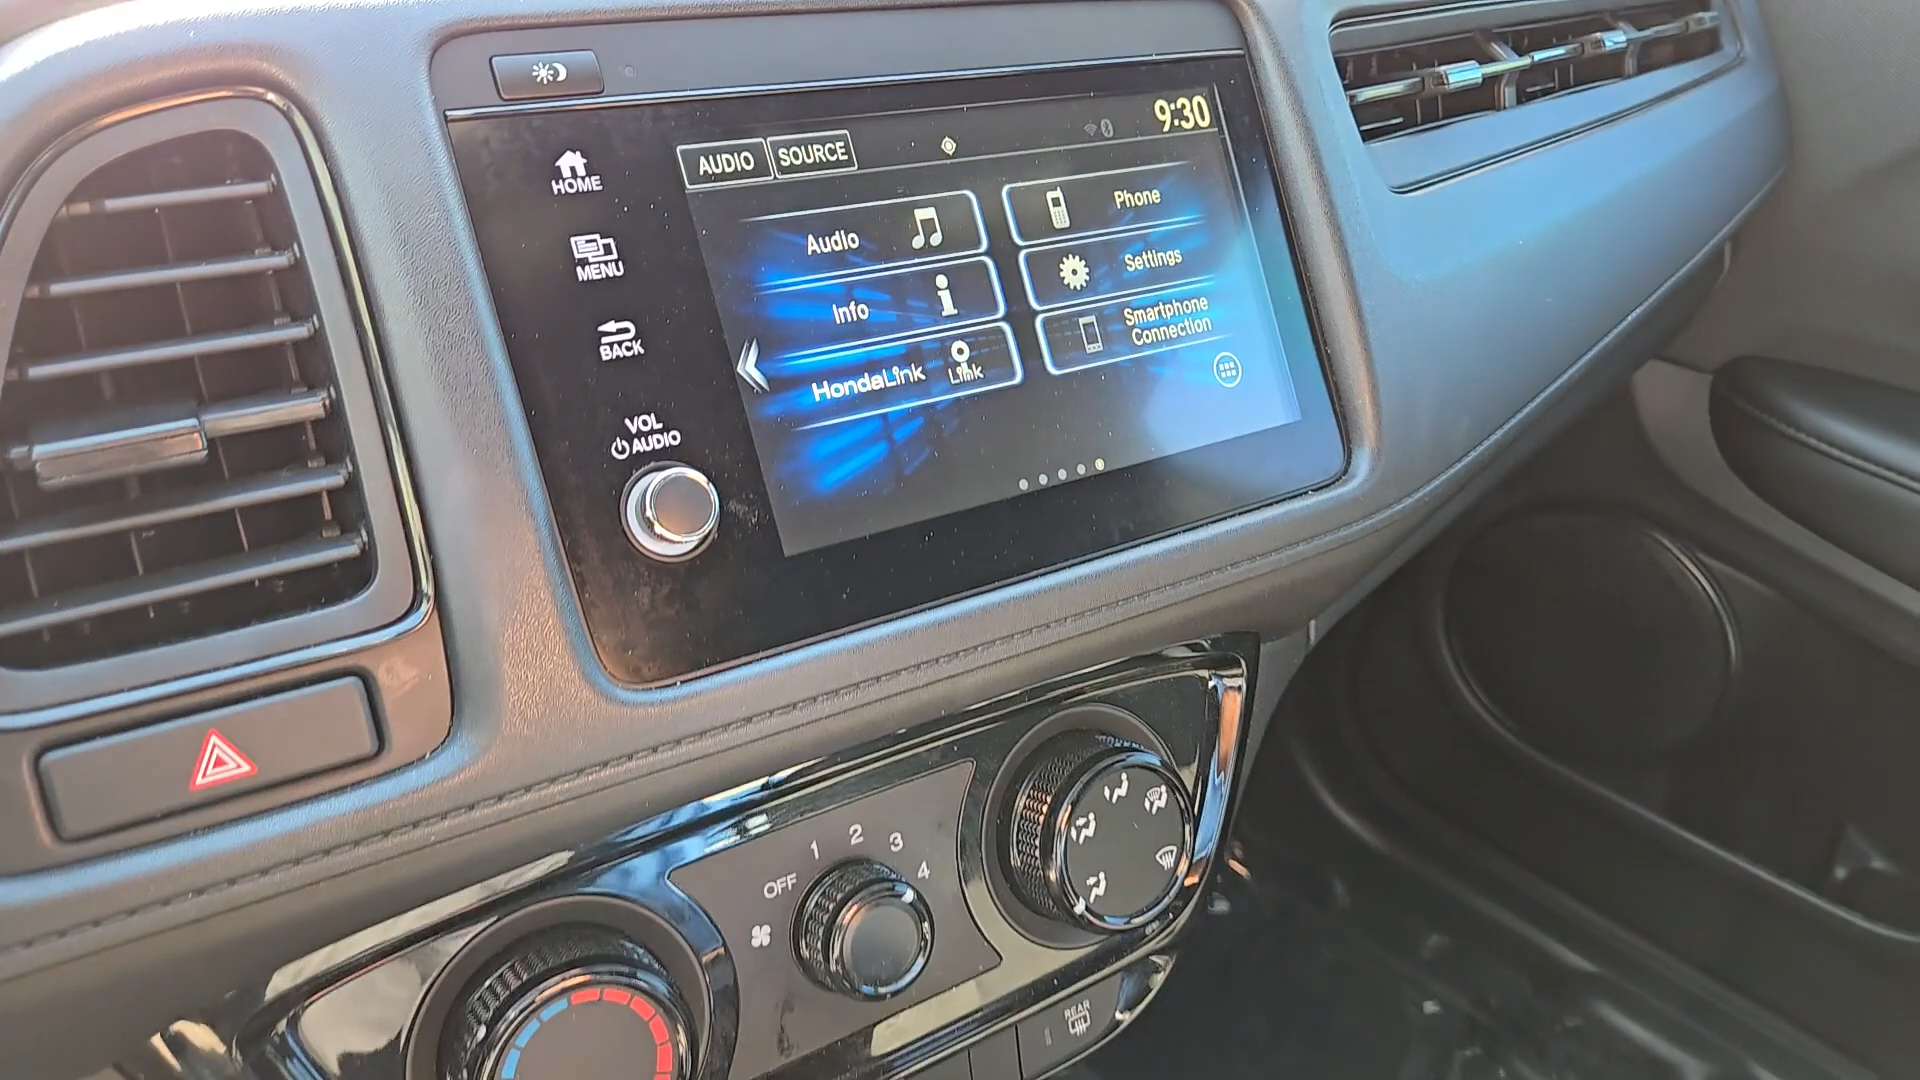 9:30
AUDIO
SOURCE
HOME
Audio
Phone
MENU
Info
Settings
BACK
HondaLink
Link
Smartphone
Connection
VOL
AUDIO
OFF
1
2
3
4
REAR